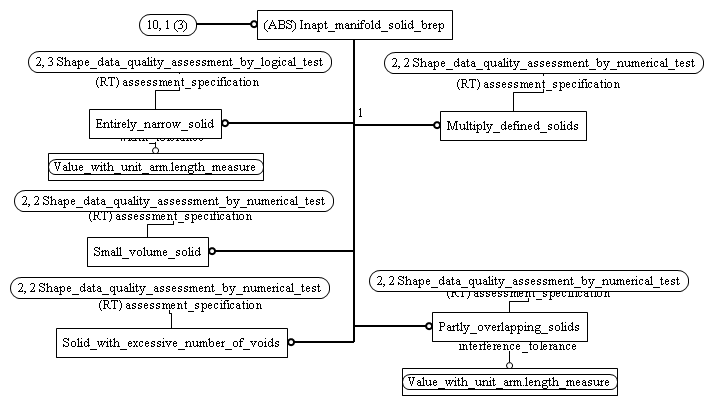 10, 1 (3)
(ABS) Inapt_manifold_solid_brep
2, 3 Shape_data_quality_assessment_by_logical_test
2, 2 Shape_data_quality_assessment_by_numerical_test
(RT) assessment_specification
(RT) assessment_specification
1
Entirely_narrow_solid
Multiply_defined_solids
width_tolerance
Value_with_unit_arm.length_measure
2, 2 Shape_data_quality_assessment_by_numerical_test
(RT) assessment_specification
Small_volume_solid
2, 2 Shape_data_quality_assessment_by_numerical_test
2, 2 Shape_data_quality_assessment_by_numerical_test
(RT) assessment_specification
(RT) assessment_specification
Partly_overlapping_solids
Solid_with_excessive_number_of_voids
interference_tolerance
Value_with_unit_arm.length_measure